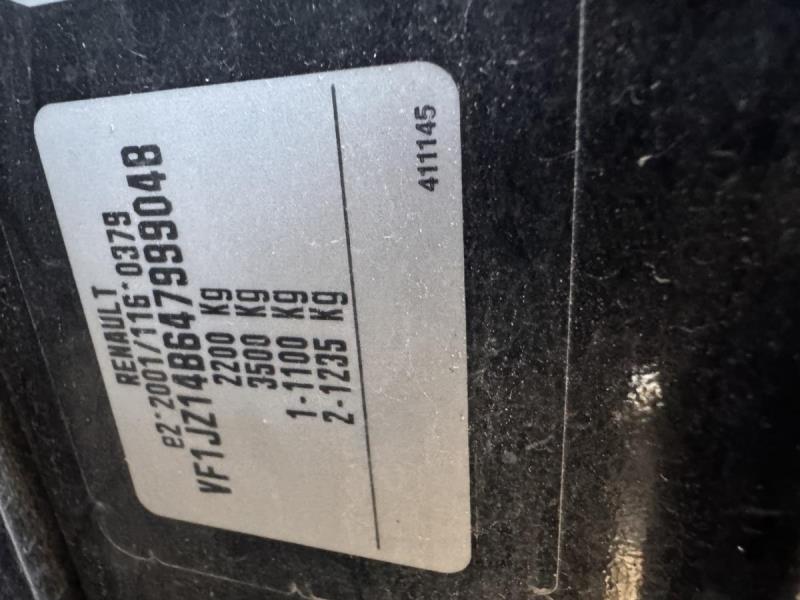 RENAULT
e2*2001/116*0379
VF1JZ14B647999048
2200 Kg
3500 Kg
1-1100 Kg
2-1235 Kg
411145